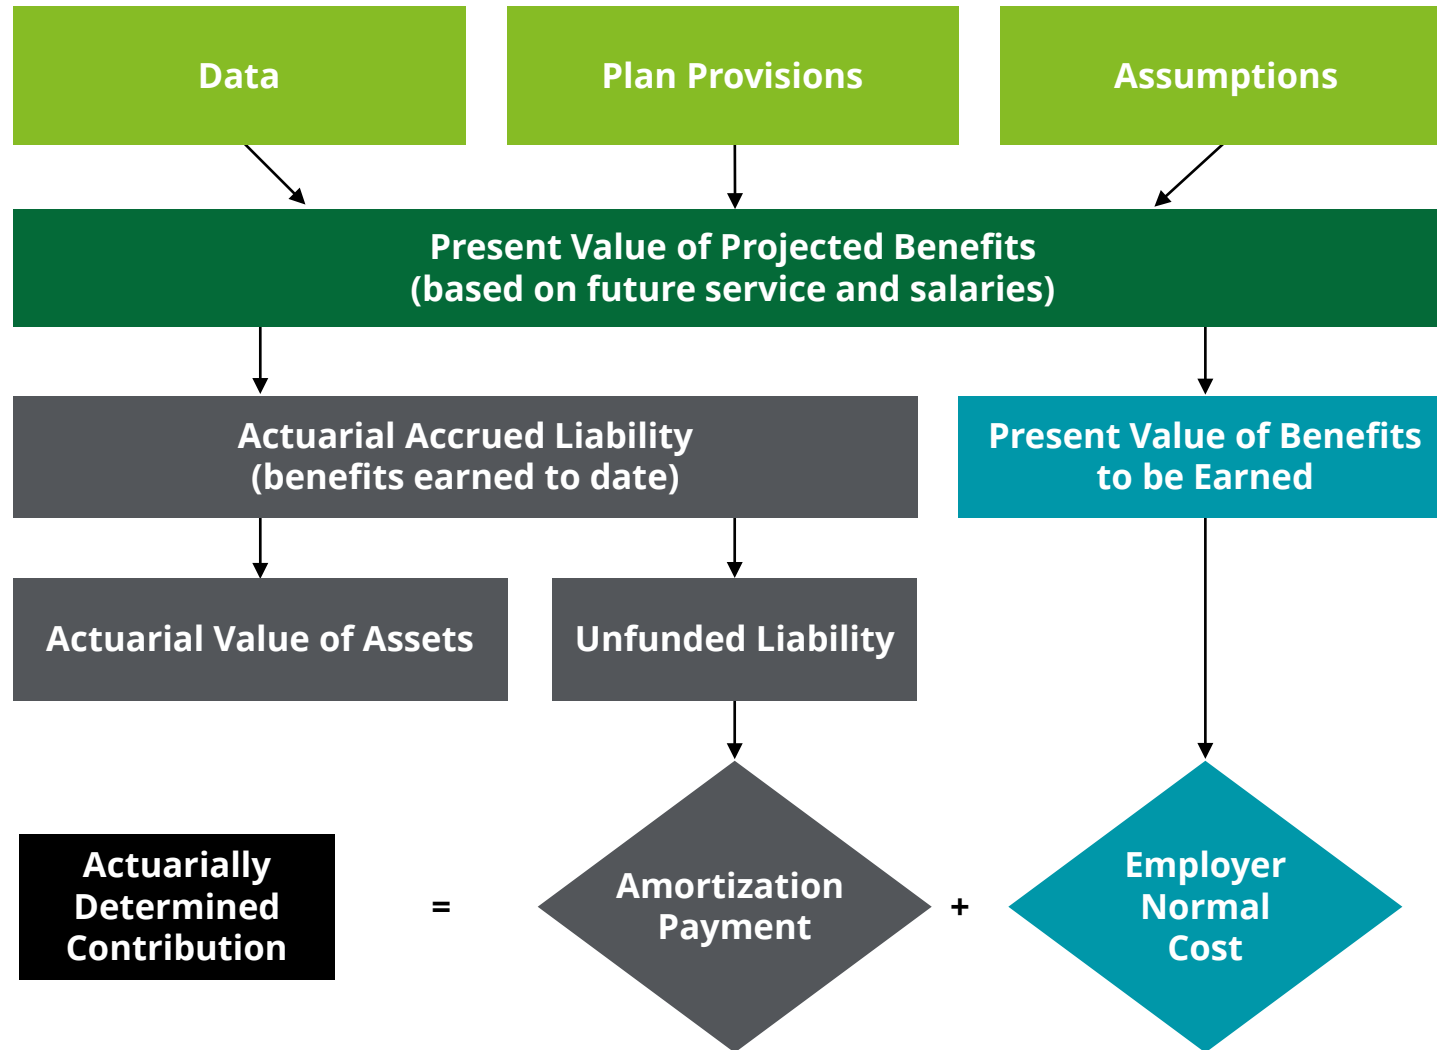 Data
Plan Provisions
Assumptions
Present Value of Projected Benefits
(based on future service and salaries)
Actuarial Accrued Liability
(benefits earned to date)
Present Value of Benefits
to be Earned
Actuarial Value of Assets
Unfunded Liability
Actuarially
Determined
Contribution
=
Amortization
Payment
+
Employer
Normal
Cost